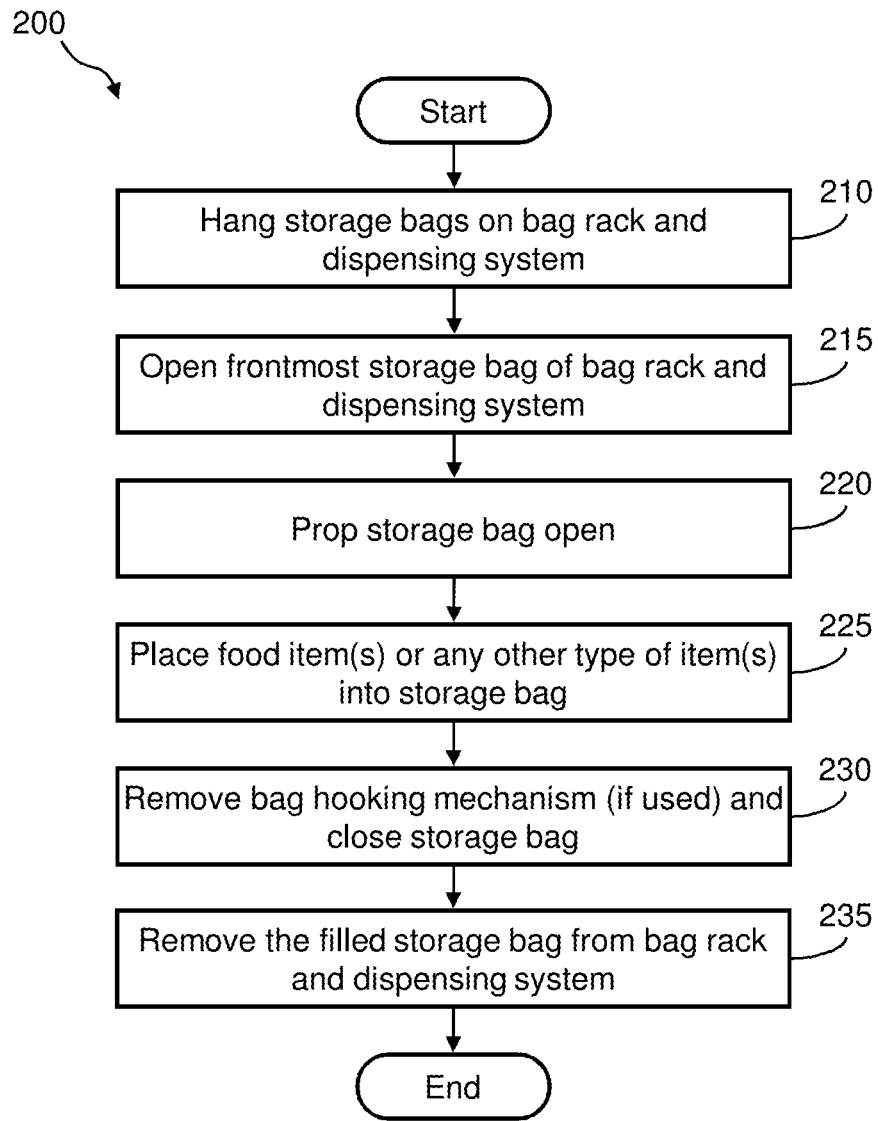 200
Start
210
Hang storage bags on bag rack and
dispensing system
215
Open frontmost storage bag of bag rack and
dispensing system
220
Prop storage bag open
225
Place food item(s) or any other type of item(s)
into storage bag
230
Remove bag hooking mechanism (if used) and
close storage bag
235
Remove the filled storage bag from bag rack
and dispensing system
End